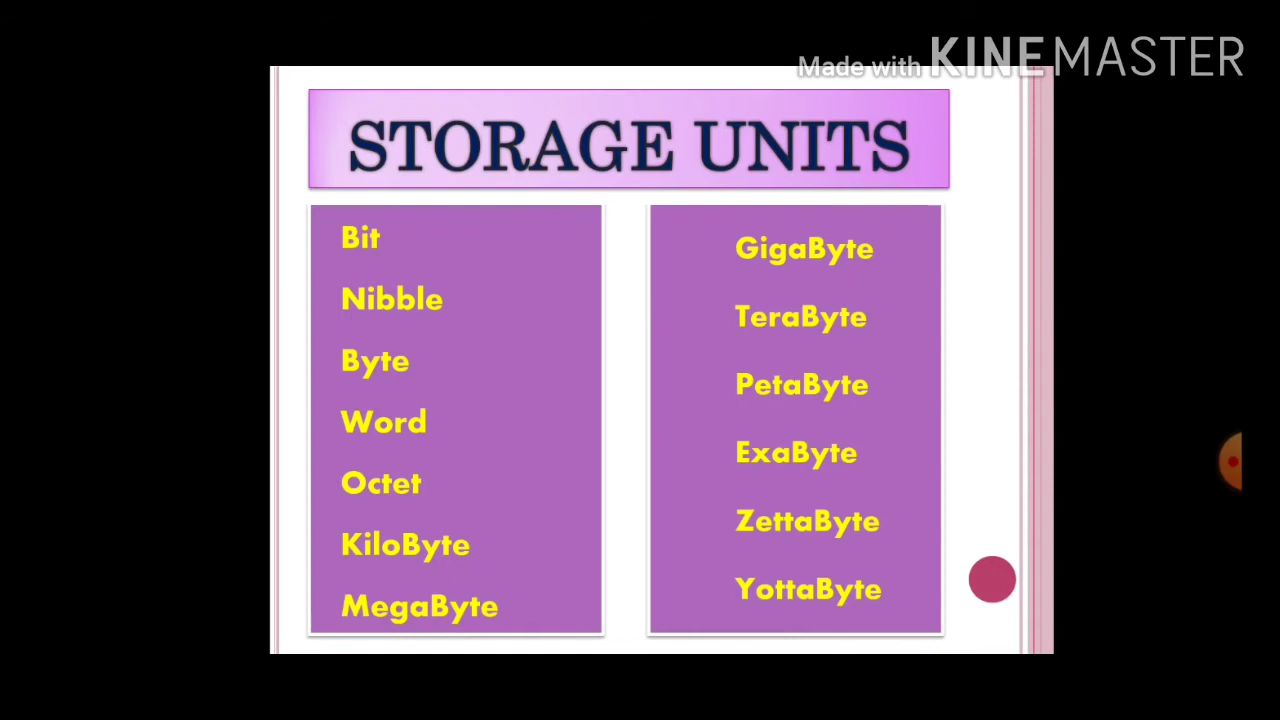 Made with KINEMASTER
STORAGE UNITS
Bit
Nibble
Byte
Word
Octet
KiloByte
MegaByte
GigaByte
TeraByte
PetaByte
ExaByte
ZettaByte
YottaByte